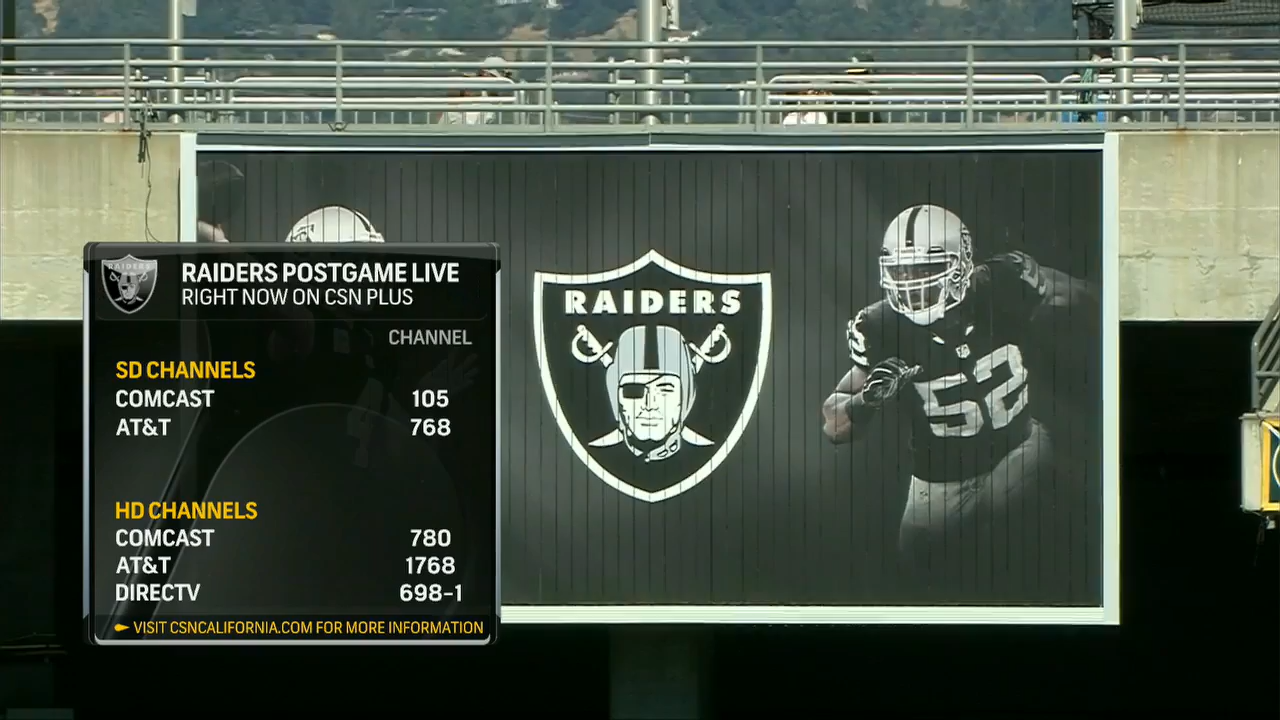 RAIDERS POSTGAME LIVE
RIGHT NOW ON CSN PLUS
CHANNEL
SD CHANNELS
COMCAST 105
AT&T 768
HD CHANNELS
COMCAST 780
AT&T 1768
DIRECTV 698-1
VISIT CSNCALIFORNIA.COM FOR MORE INFORMATION
RAIDERS
RAIDERS
52